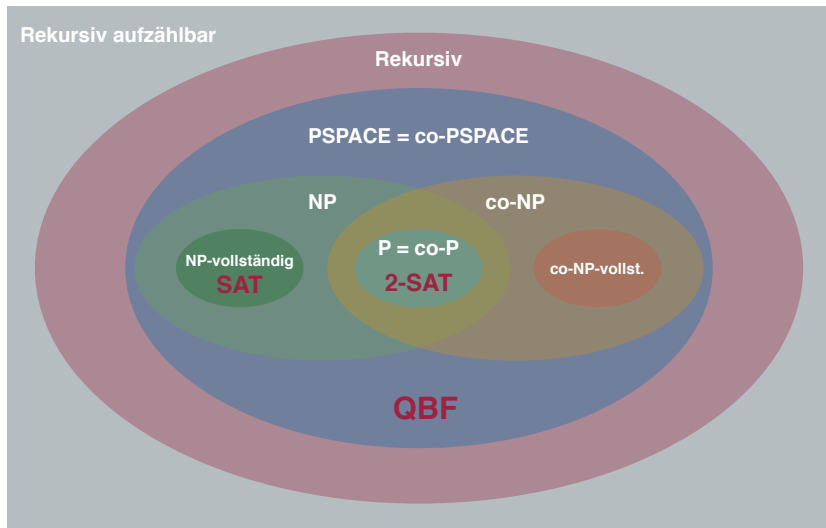 Rekursiv aufzählbar
Rekursiv
PSPACE = co-PSPACE
NP
co-NP
P = co-P
NP-vollständig
co-NP-vollst.
SAT
2-SAT
QBF